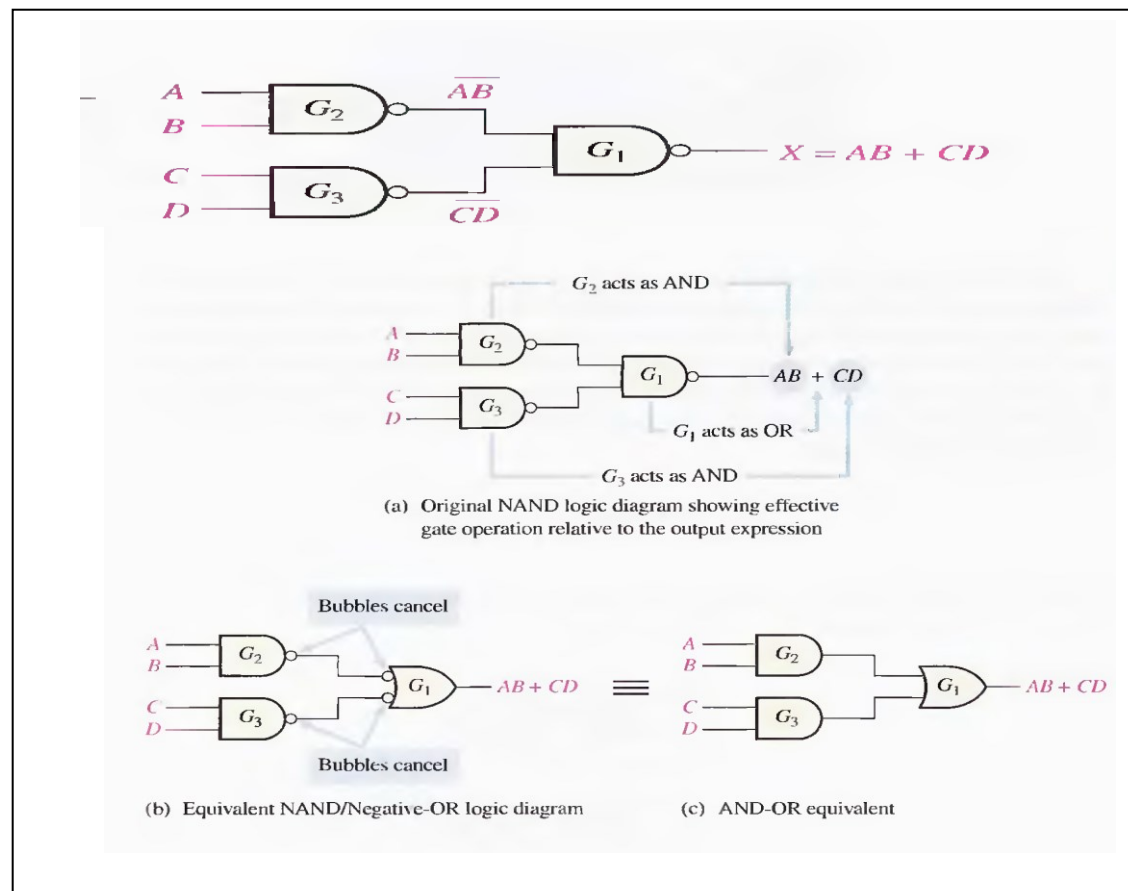 A
B
G₂
A̅B̅
C
D
G₃
C̅D̅
G₁
X = AB + CD
G₂ acts as AND
A
B
G₂
C
D
G₃
G₁
AB + CD
G₁ acts as OR
G₃ acts as AND
(a) Original NAND logic diagram showing effective
gate operation relative to the output expression
Bubbles cancel
A
B
G₂
C
D
G₃
G₁
AB + CD
Bubbles cancel
(b) Equivalent NAND/Negative-OR logic diagram
≡
A
B
G₂
C
D
G₃
G₁
AB + CD
(c) AND-OR equivalent